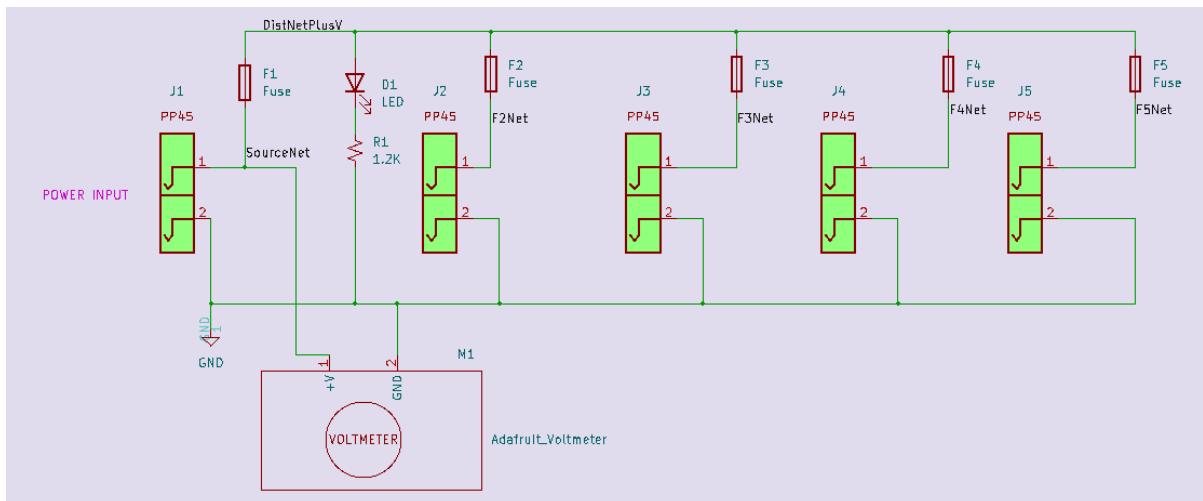 DistNetPlusV
F1
Fuse
J1
PP45
1
2
SourceNet
POWER INPUT
D1
LED
R1
1.2K
J2
PP45
1
2
F2
Fuse
F2Net
J3
PP45
1
2
F3
Fuse
F3Net
J4
PP45
1
2
F4
Fuse
F4Net
J5
PP45
1
2
F5
Fuse
F5Net
GND
1
GND
M1
1
2
+V
GND
VOLTMETER
Adafruit_Voltmeter